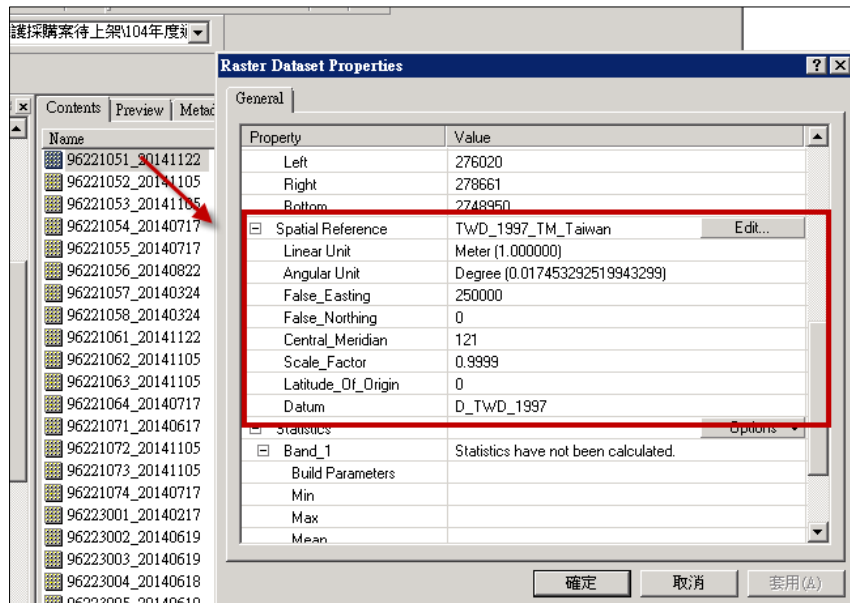 護採購案待上架\104年度
Raster Dataset Properties
General
Contents Preview Metad
Name
96221051_20141122
96221052_20141105
96221053_20141105
96221054_20140717
96221055_20140717
96221056_20140822
96221057_20140324
96221058_20140324
96221061_20141122
96221062_20141105
96221063_20141105
96221064_20140717
96221071_20140617
96221072_20141105
96221073_20141105
96221074_20140717
96223001_20140217
96223002_20140619
96223003_20140619
96223004_20140618
96223005_20140619
Property Value
Left 276020
Right 278661
Bottom 2748950
Spatial Reference TWD_1997_TM_Taiwan Edit...
Linear Unit Meter (1.000000)
Angular Unit Degree (0.017453292519943299)
False_Easting 250000
False_Northing 0
Central_Meridian 121
Scale_Factor 0.9999
Latitude_Of_Origin 0
Datum D_TWD_1997
Statistics Options
Band_1 Statistics have not been calculated.
Build Parameters
Min
Max
Mean
確定 取消 套用(A)